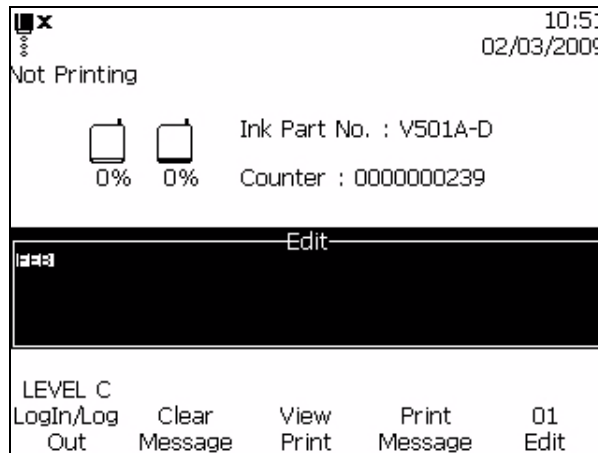 x 10:51
02/03/2009
Not Printing
Ink Part No. : V501A-D
0% 0% Counter : 0000000239
Edit
FEB
LEVEL C
LogIn/Log Clear View Print 01
Out Message Print Message Edit